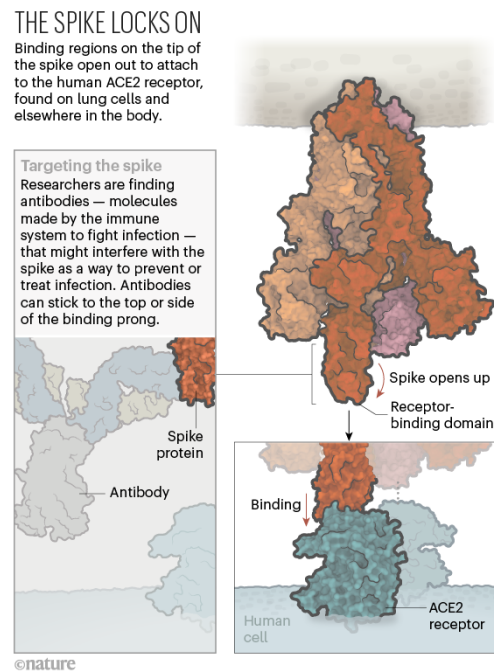 THE SPIKE LOCKS ON
Binding regions on the tip of
the spike open out to attach
to the human ACE2 receptor,
found on lung cells and
elsewhere in the body.
Targeting the spike
Researchers are finding
antibodies — molecules
made by the immune
system to fight infection —
that might interfere with the
spike as a way to prevent or
treat infection. Antibodies
can stick to the top or side
of the binding prong.
Spike
protein
Antibody
Spike opens up
Receptor-
binding domain
Binding
ACE2
receptor
Human
cell
©nature